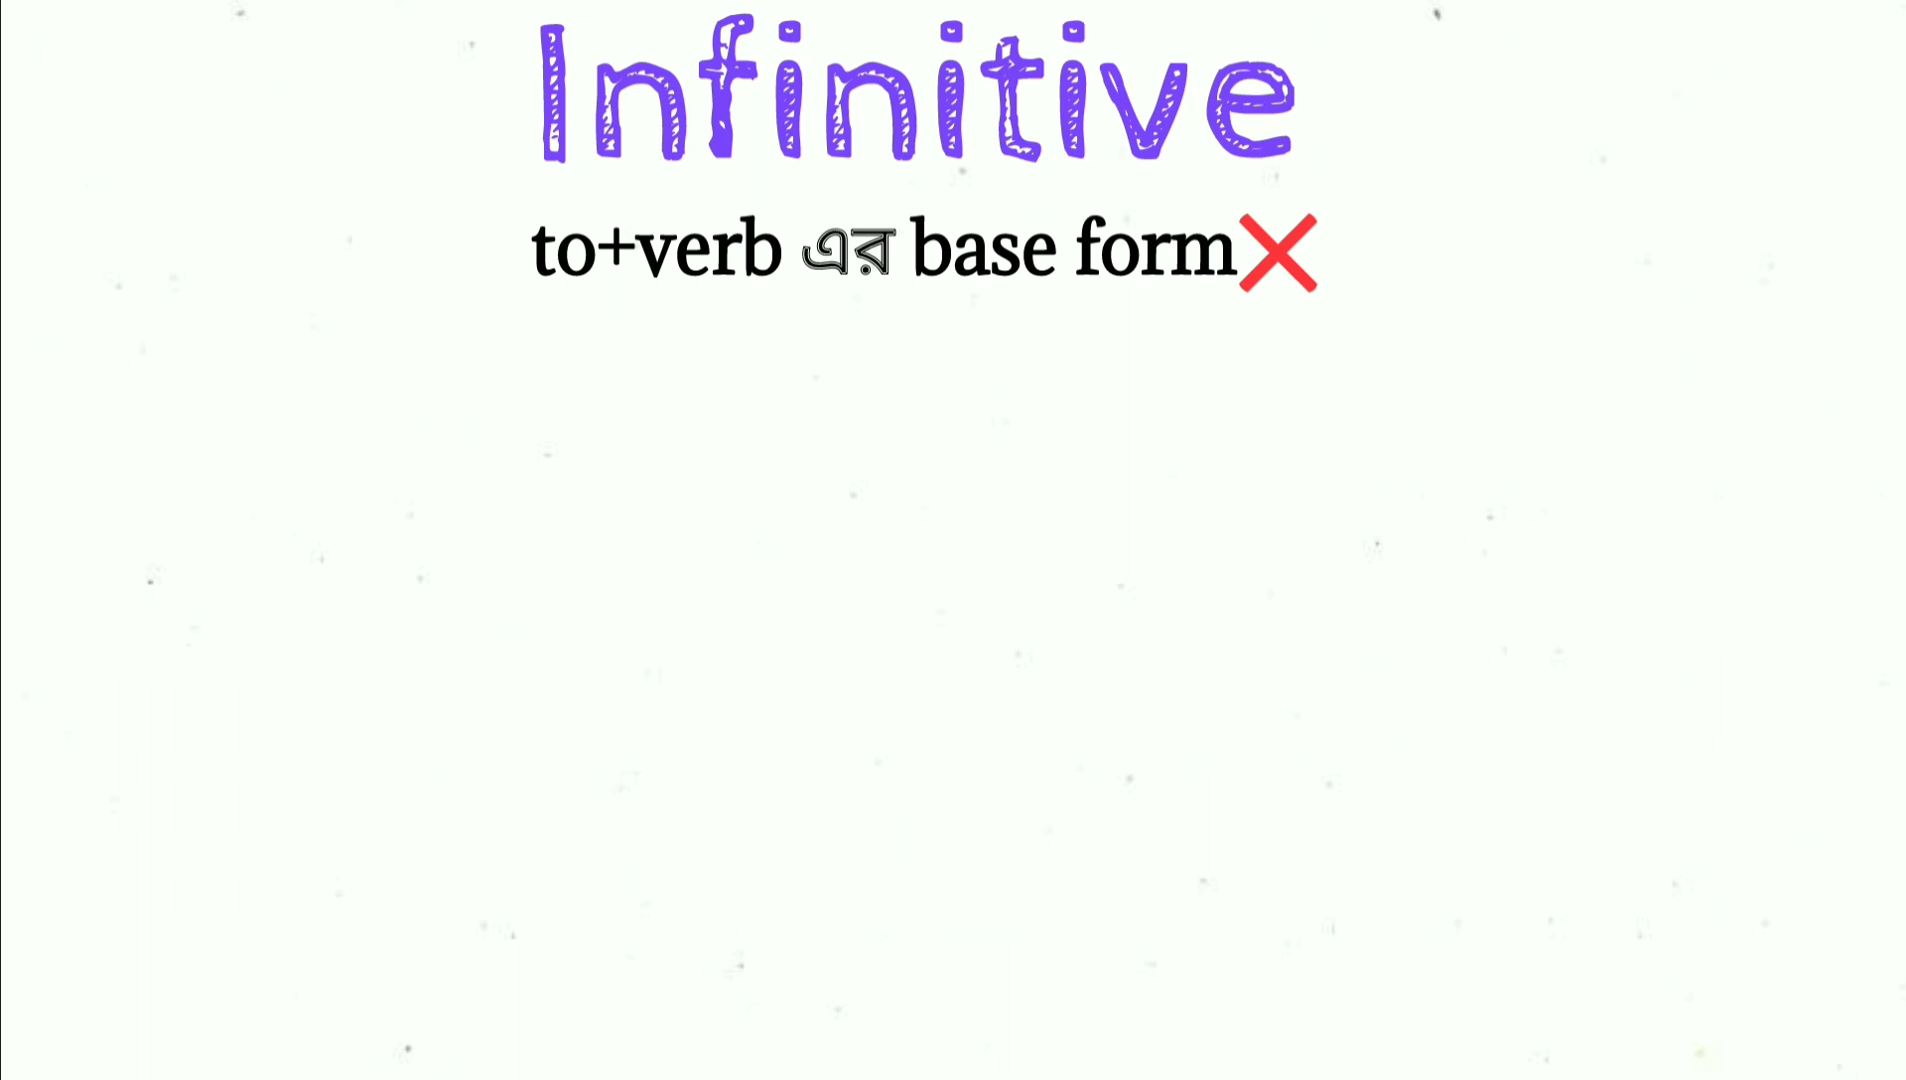 Infinitive
to+verb এর base form❌